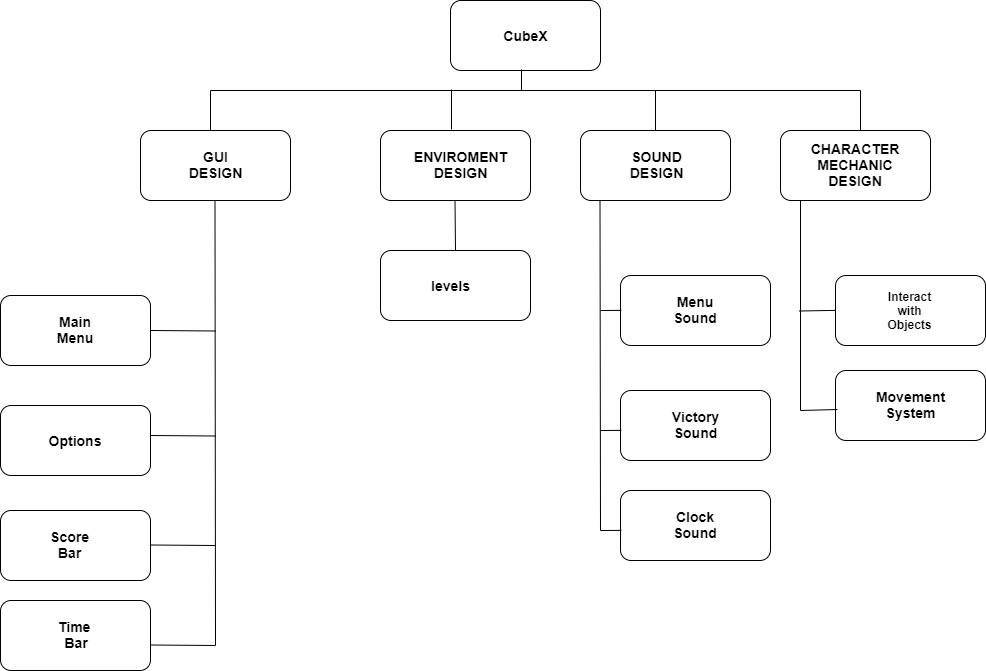 CubeX
GUI
DESIGN
ENVIROMENT
DESIGN
SOUND
DESIGN
CHARACTER
MECHANIC
DESIGN
levels
Main
Menu
Options
Score
Bar
Time
Bar
Menu
Sound
Victory
Sound
Clock
Sound
Interact
with
Objects
Movement
System